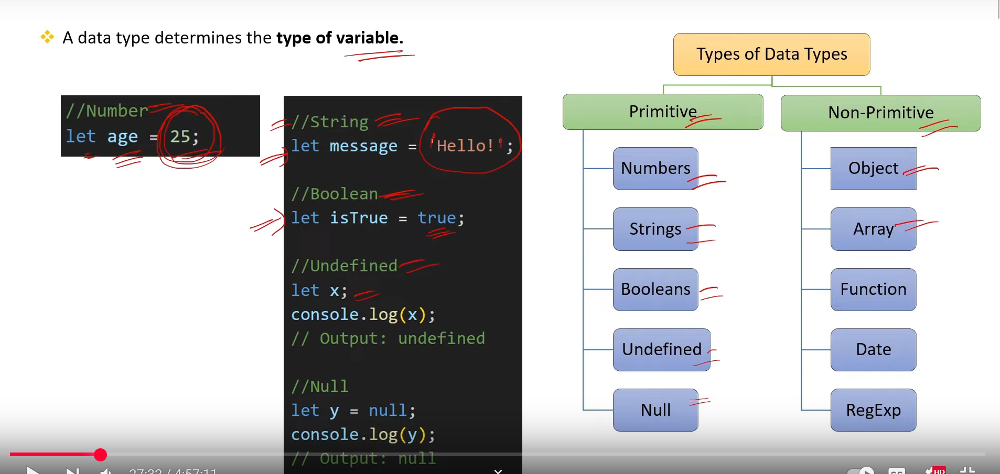 A data type determines the type of variable.
//Number
let age = 25;
//String
let message = 'Hello!';
//Boolean
let isTrue = true;
//Undefined
let x;
console.log(x);
// Output: undefined
//Null
let y = null;
console.log(y);
// Output: null
Types of Data Types
Primitive
Numbers
Strings
Booleans
Undefined
Null
Non-Primitive
Object
Array
Function
Date
RegExp
27:32 / 4:57:11
CC
HD